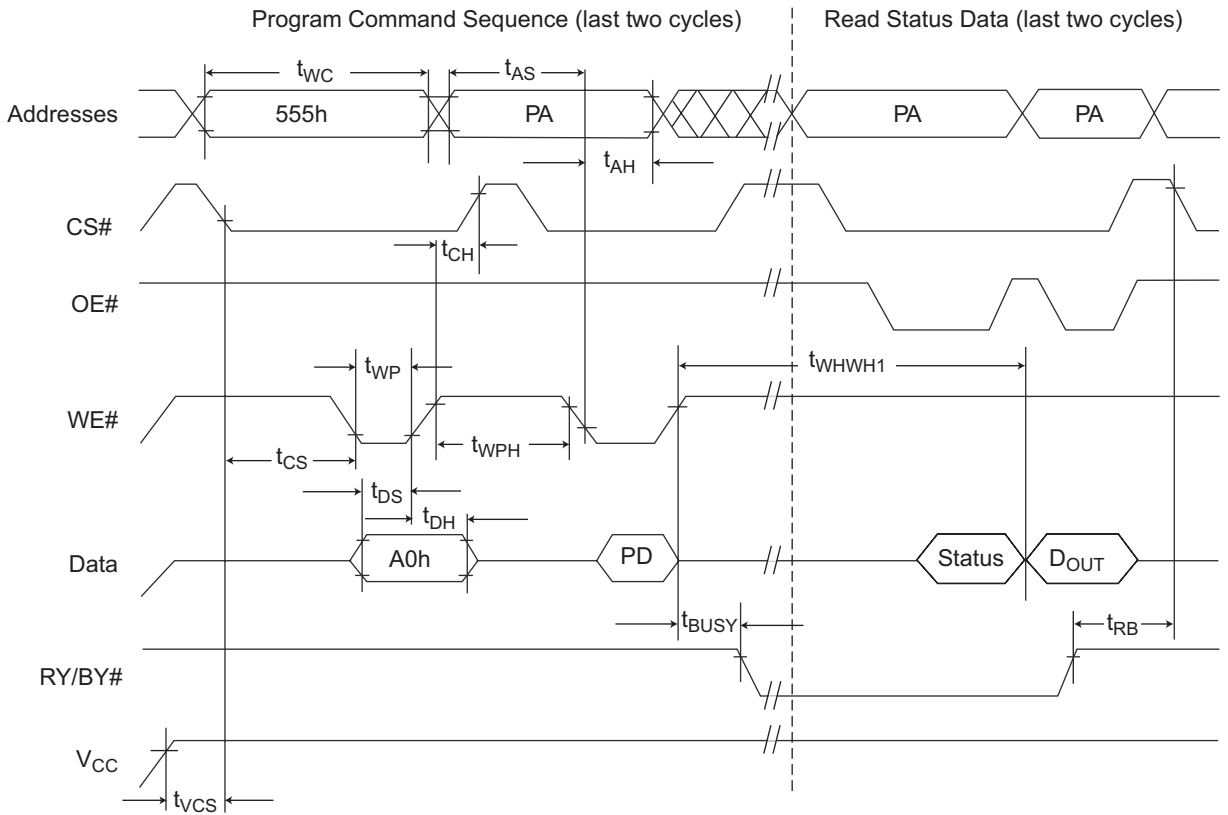 Program Command Sequence (last two cycles)
Read Status Data (last two cycles)
tWC
tAS
Addresses
555h
PA
PA
PA
tAH
CS#
tCH
OE#
tWP
tWHWH1
WE#
tWPH
tCS
tDS
tDH
Data
A0h
PD
Status
DOUT
tBUSY
tRB
RY/BY#
VCC
tVCS